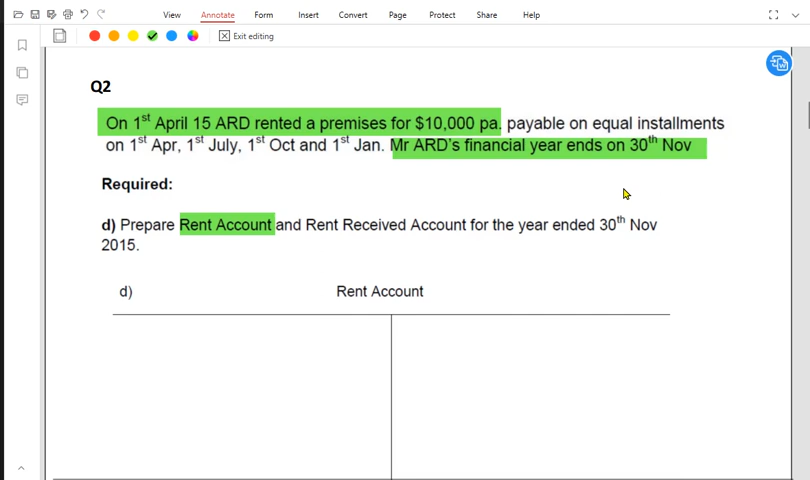 View Annotate Form Insert Convert Page Protect Share Help
Exit editing
Q2
On 1st April 15 ARD rented a premises for $10,000 pa. payable on equal installments
on 1st Apr, 1st July, 1st Oct and 1st Jan. Mr ARD's financial year ends on 30th Nov
Required:
d) Prepare Rent Account and Rent Received Account for the year ended 30th Nov
2015.
d) Rent Account